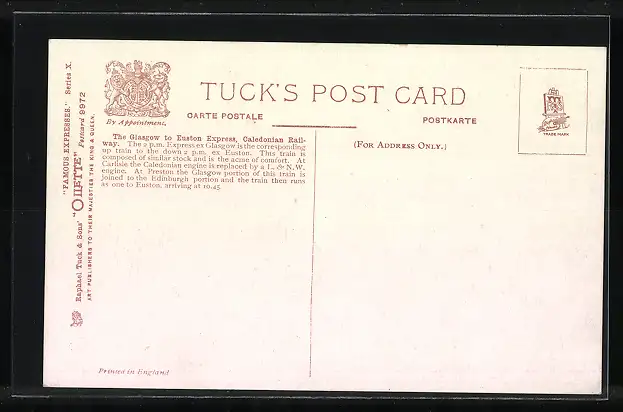 "FAMOUS EXPRESSES." Series X.
Raphael Tuck & Sons' "OILETTE" Postcard 9972
ART PUBLISHERS TO THEIR MAJESTIES THE KING & QUEEN.
By Appointment.
TUCK'S POST CARD
CARTE POSTALE
POSTKARTE
(FOR ADDRESS ONLY.)
TRADE MARK
The Glasgow to Euston Express, Caledonian Rail-
way. The 2 p.m. Express ex Glasgow is the corresponding
up train to the down 2 p.m. ex Euston. This train is
composed of similar stock and is the acme of comfort. At
Carlisle the Caledonian engine is replaced by a L. & N.W.
engine. At Preston the Glasgow portion of this train is
joined to the Edinburgh portion and the train then runs
as one to Euston, arriving at 10.45.
Printed in England